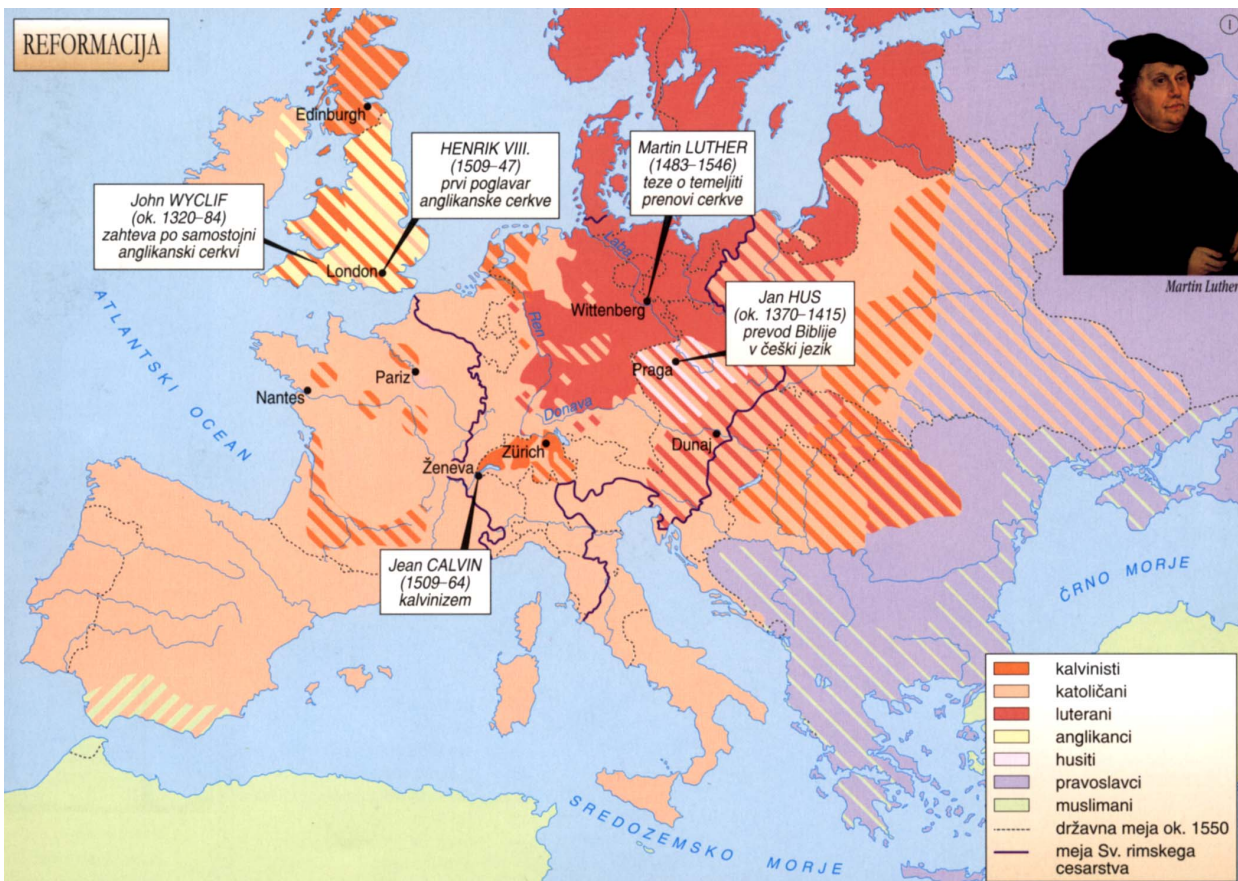 REFORMACIJA
I
Edinburgh
HENRIK VIII.
(1509–47)
prvi poglavar
anglikanske cerkve
Martin LUTHER
(1483–1546)
teze o temeljiti
prenovi cerkve
John WYCLIF
(ok. 1320–84)
zahteva po samostojni
anglikanski cerkvi
London
Laba
Martin Luther
Jan HUS
(ok. 1370–1415)
prevod Biblije
v češki jezik
Wittenberg
Ren
ATLANTSKI OCEAN
Praga
Pariz
Nantes
Donava
Dunaj
Zürich
Ženeva
Jean CALVIN
(1509–64)
kalvinizem
ČRNO MORJE
kalvinisti
katoličani
luterani
anglikanci
husiti
pravoslavci
muslimani
državna meja ok. 1550
meja Sv. rimskega
cesarstva
SREDOZEMSKO MORJE